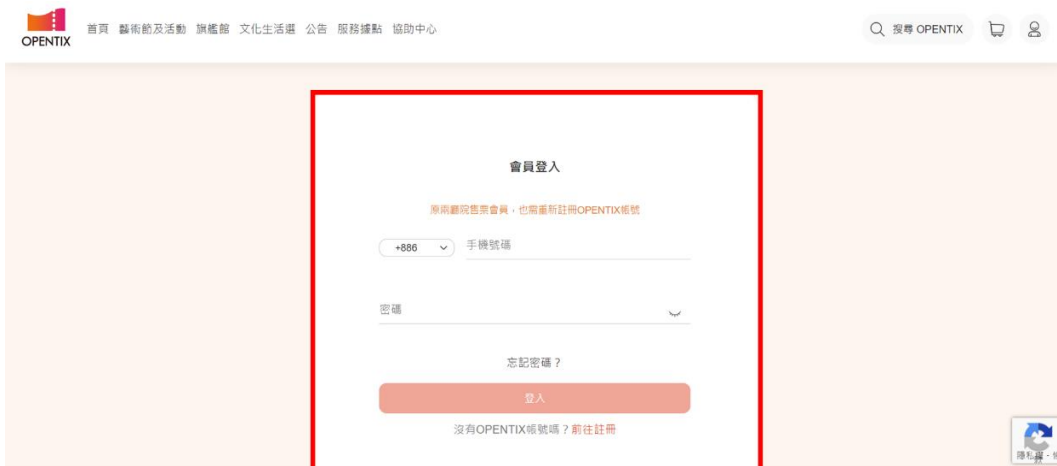 OPENTIX
首頁 藝術節及活動 旗艦館 文化生活選 公告 服務據點 協助中心
搜尋 OPENTIX
會員登入
原兩廳院售票會員，也需重新註冊OPENTIX帳號
+886 手機號碼
密碼
忘記密碼？
登入
沒有OPENTIX帳號嗎？前往註冊
隱私權 -